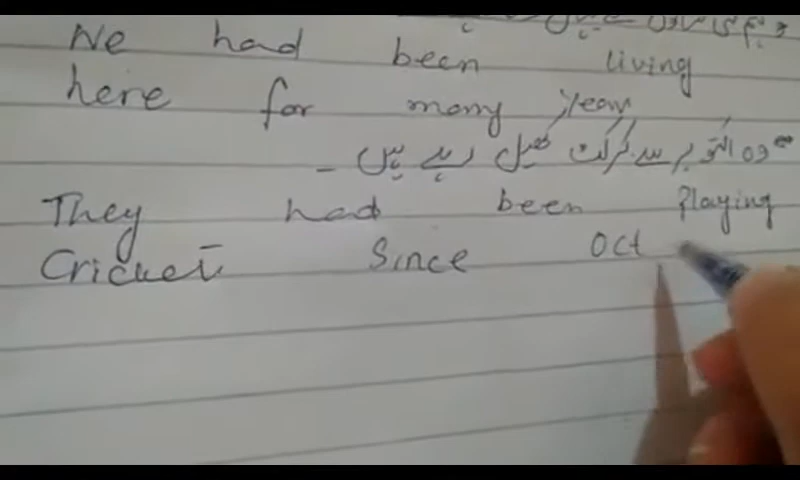 We had been living
here for many years
وہ اکتوبر سے کرکٹ کھیل رہے ہیں ۔
They had been Playing
Cricket Since Oct